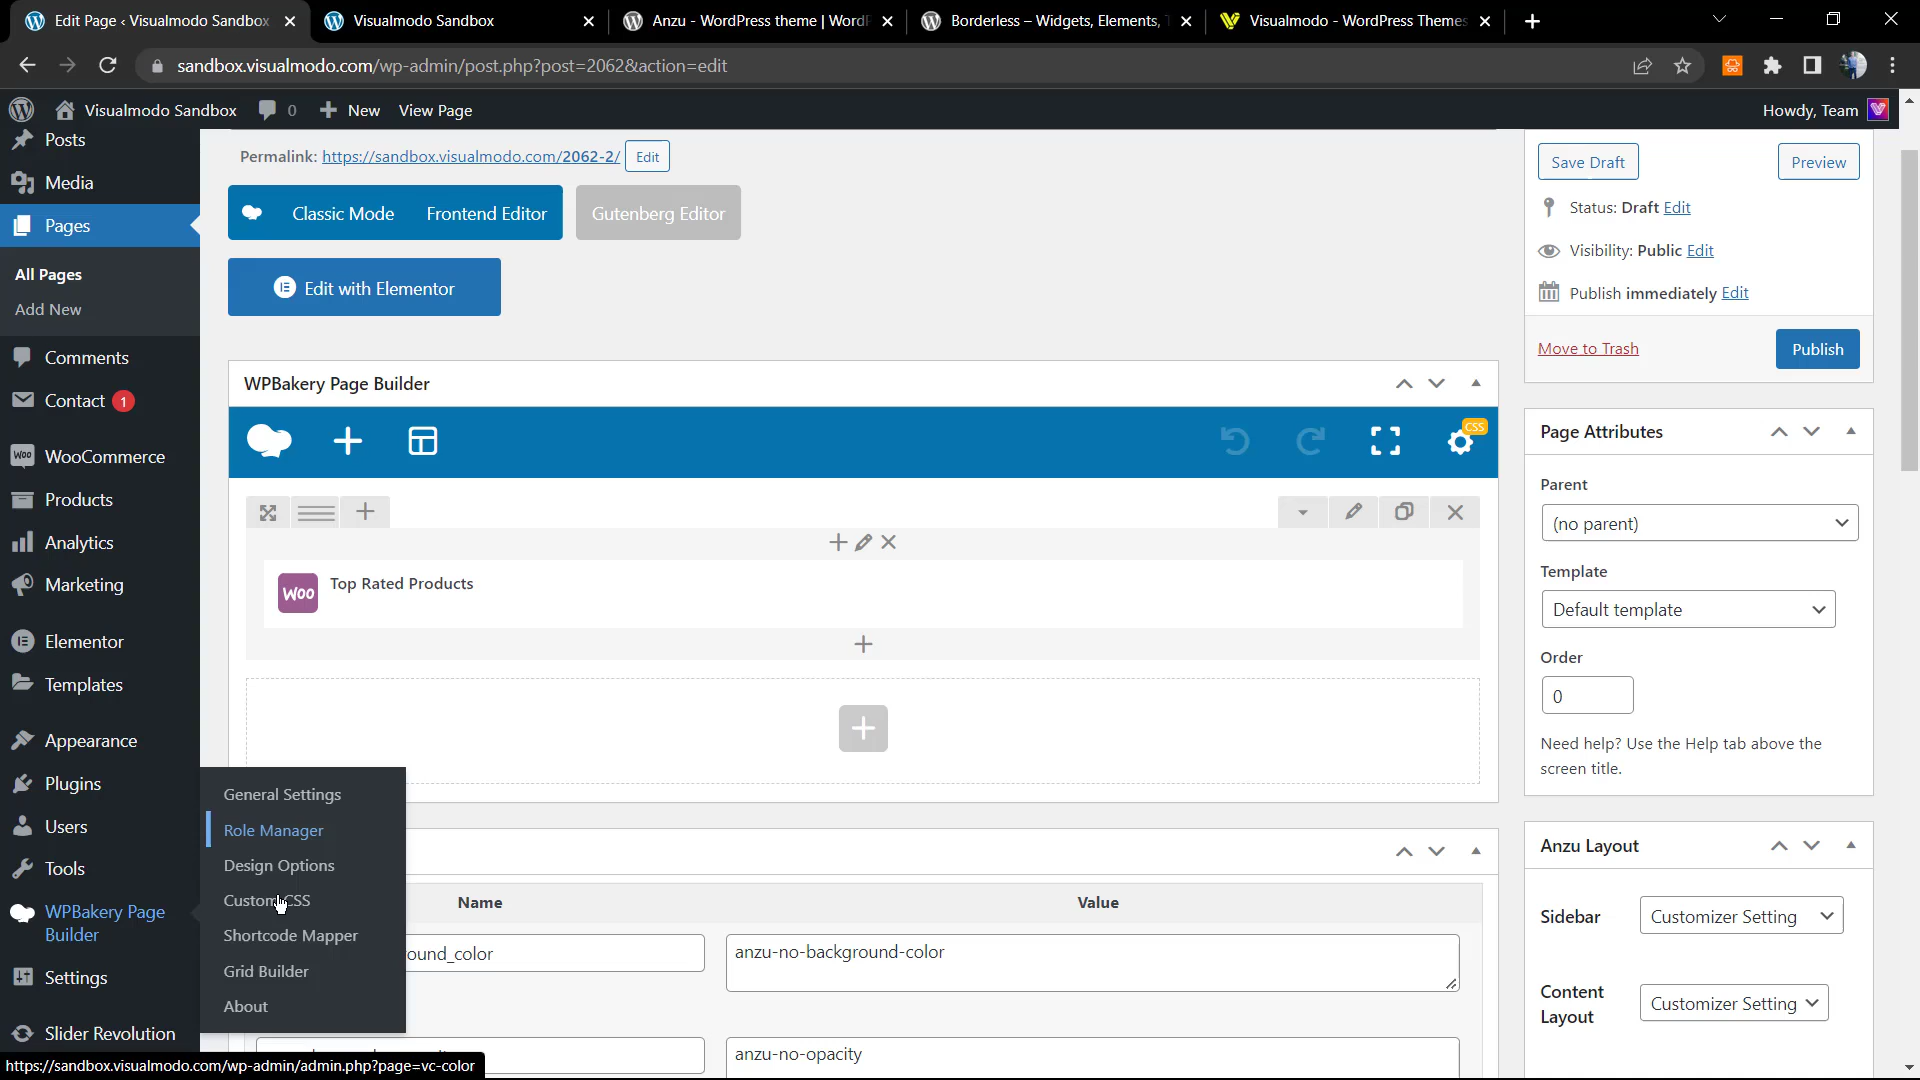 Edit Page ‹ Visualmodo Sandbox
Visualmodo Sandbox
Anzu - WordPress theme | WordP
Borderless – Widgets, Elements, T
Visualmodo - WordPress Themes
sandbox.visualmodo.com/wp-admin/post.php?post=2062&action=edit
Visualmodo Sandbox
0
New
View Page
Howdy, Team
Posts
Media
Pages
All Pages
Add New
Comments
Contact 1
WooCommerce
Products
Analytics
Marketing
Elementor
Templates
Appearance
Plugins
Users
Tools
WPBakery Page
Builder
Settings
Slider Revolution
General Settings
Role Manager
Design Options
Custom CSS
Shortcode Mapper
Grid Builder
About
https://sandbox.visualmodo.com/wp-admin/admin.php?page=vc-color
Permalink: https://sandbox.visualmodo.com/2062-2/ Edit
Classic Mode
Frontend Editor
Gutenberg Editor
Edit with Elementor
WPBakery Page Builder
CSS
Woo
Top Rated Products
Name
Value
ound_color
anzu-no-background-color
anzu-no-opacity
Save Draft
Preview
Status: Draft Edit
Visibility: Public Edit
Publish immediately Edit
Move to Trash
Publish
Page Attributes
Parent
(no parent)
Template
Default template
Order
0
Need help? Use the Help tab above the
screen title.
Anzu Layout
Sidebar
Customizer Setting
Content
Layout
Customizer Setting